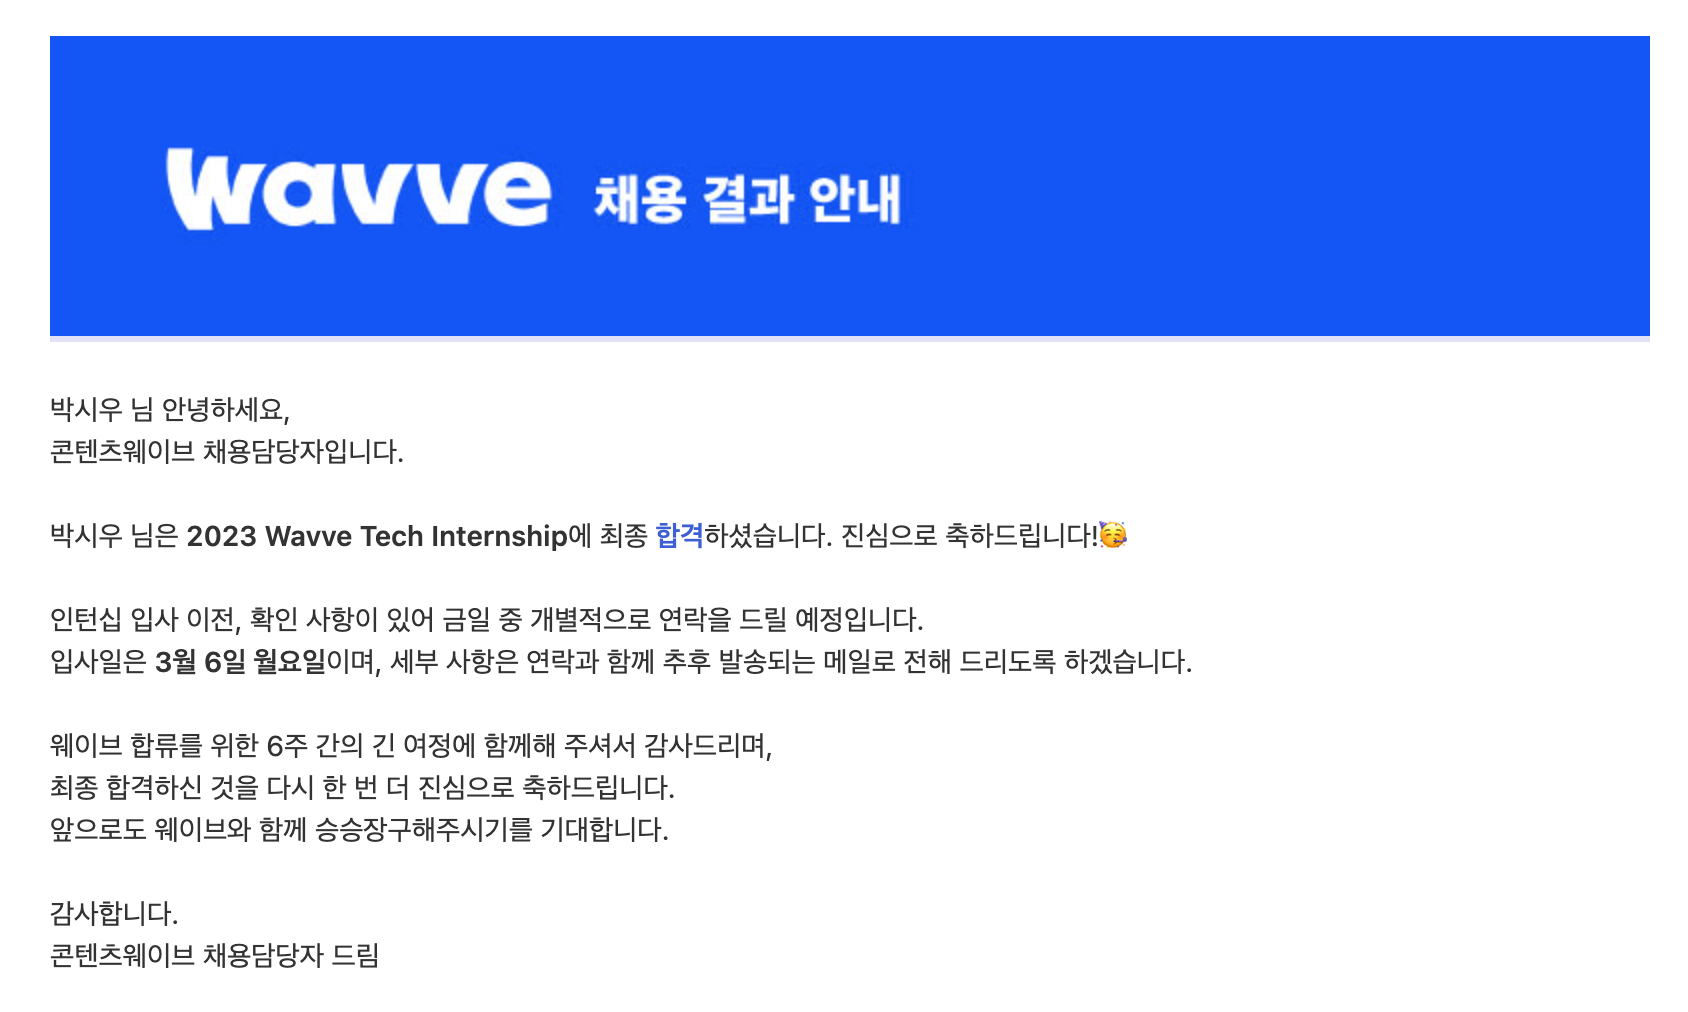 wavve 채용 결과 안내
박시우 님 안녕하세요,
콘텐츠웨이브 채용담당자입니다.
박시우 님은 2023 Wavve Tech Internship에 최종 합격하셨습니다. 진심으로 축하드립니다!🥳
인턴십 입사 이전, 확인 사항이 있어 금일 중 개별적으로 연락을 드릴 예정입니다.
입사일은 3월 6일 월요일이며, 세부 사항은 연락과 함께 추후 발송되는 메일로 전해 드리도록 하겠습니다.
웨이브 합류를 위한 6주 간의 긴 여정에 함께해 주셔서 감사드리며,
최종 합격하신 것을 다시 한 번 더 진심으로 축하드립니다.
앞으로도 웨이브와 함께 승승장구해주시기를 기대합니다.
감사합니다.
콘텐츠웨이브 채용담당자 드림